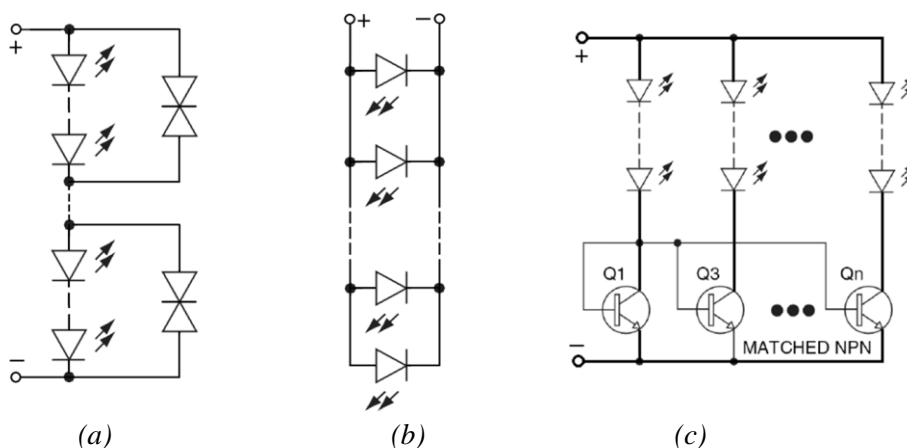 +
−
(a)
+ −
(b)
+
Q1 Q3 Qn
− MATCHED NPN
(c)